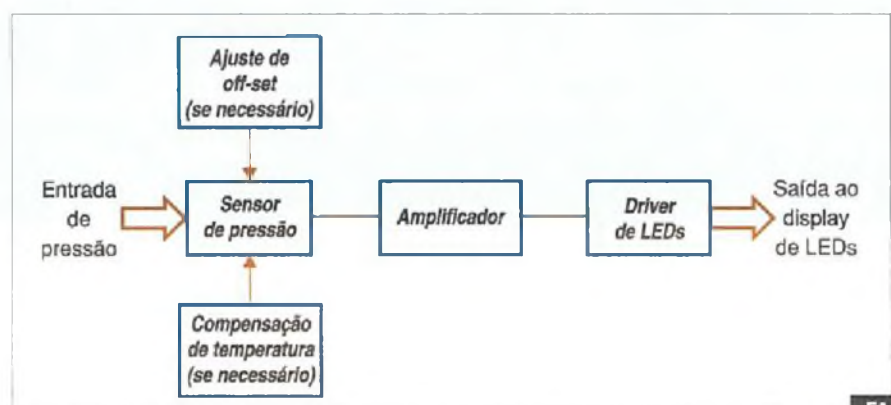 Ajuste de
off-set
(se necessário)
Entrada
de
pressão
Sensor
de pressão
Amplificador
Driver
de LEDs
Saída ao
display
de LEDs
Compensação
de temperatura
(se necessário)